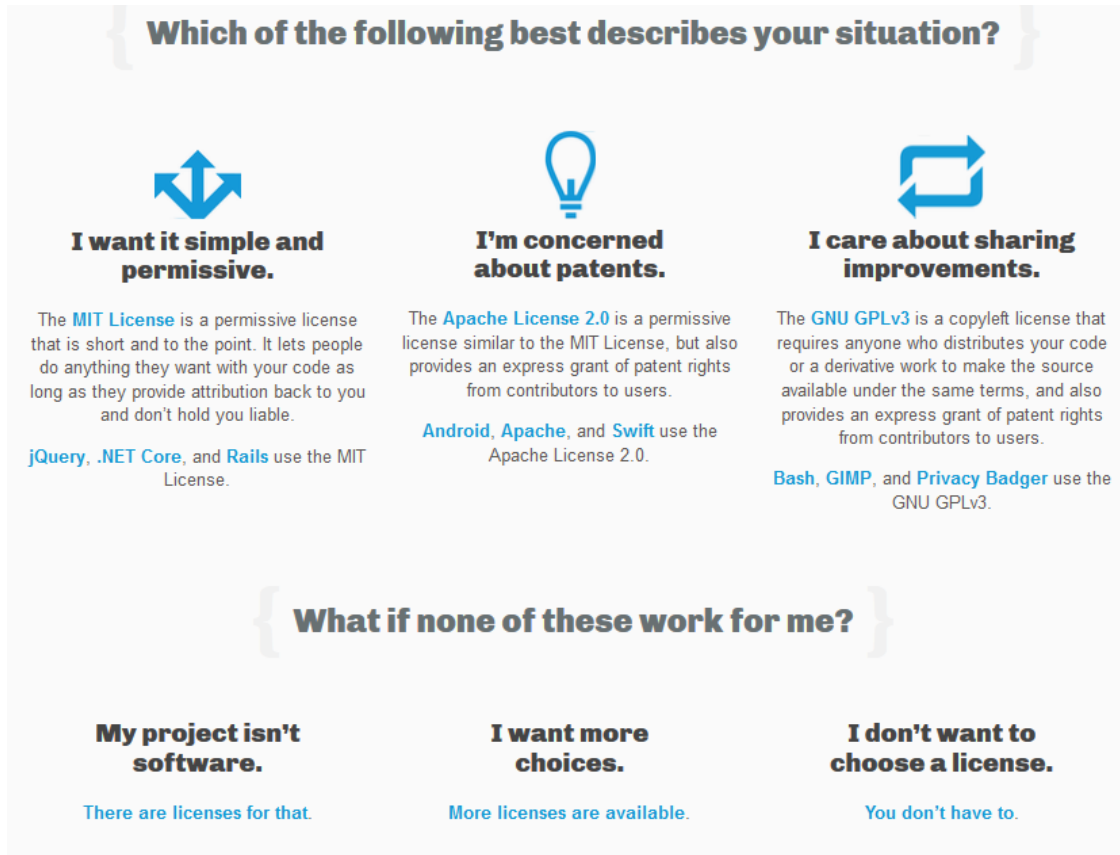 { Which of the following best describes your situation? }
I want it simple and
permissive.
The MIT License is a permissive license
that is short and to the point. It lets people
do anything they want with your code as
long as they provide attribution back to you
and don’t hold you liable.
jQuery, .NET Core, and Rails use the MIT
License.
I’m concerned
about patents.
The Apache License 2.0 is a permissive
license similar to the MIT License, but also
provides an express grant of patent rights
from contributors to users.
Android, Apache, and Swift use the
Apache License 2.0.
I care about sharing
improvements.
The GNU GPLv3 is a copyleft license that
requires anyone who distributes your code
or a derivative work to make the source
available under the same terms, and also
provides an express grant of patent rights
from contributors to users.
Bash, GIMP, and Privacy Badger use the
GNU GPLv3.
{ What if none of these work for me? }
My project isn’t
software.
There are licenses for that.
I want more
choices.
More licenses are available.
I don’t want to
choose a license.
You don’t have to.